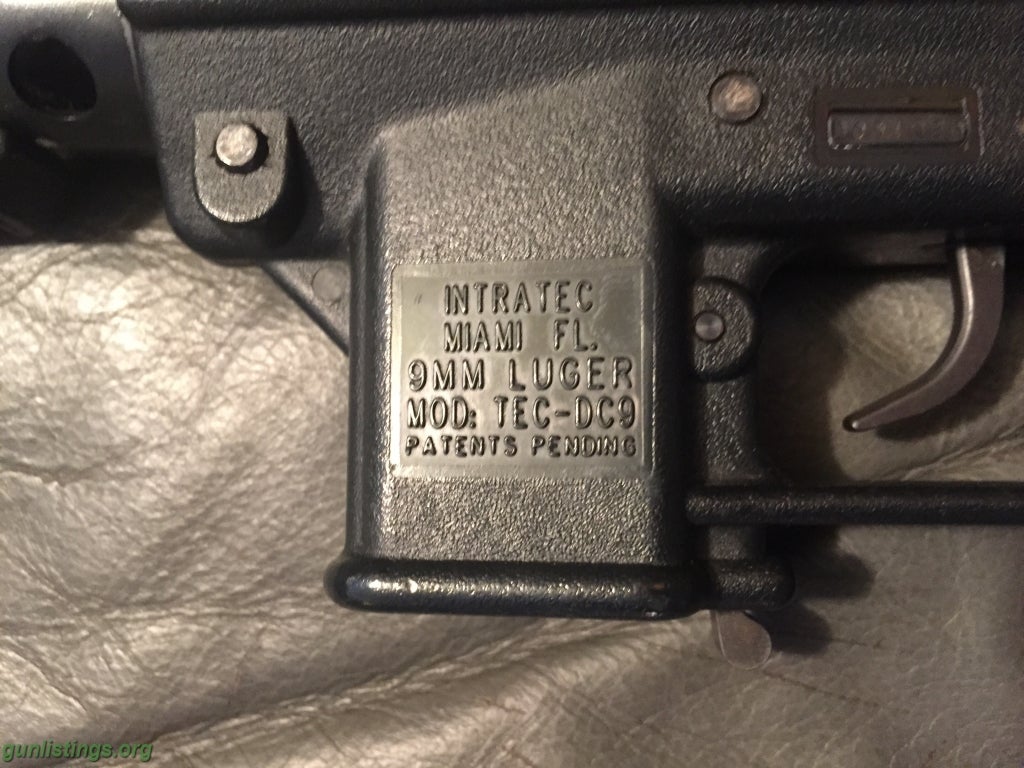 INTRATEC
MIAMI FL.
9MM LUGER
MOD: TEC-DC9
PATENTS PENDING
gunlistings.org